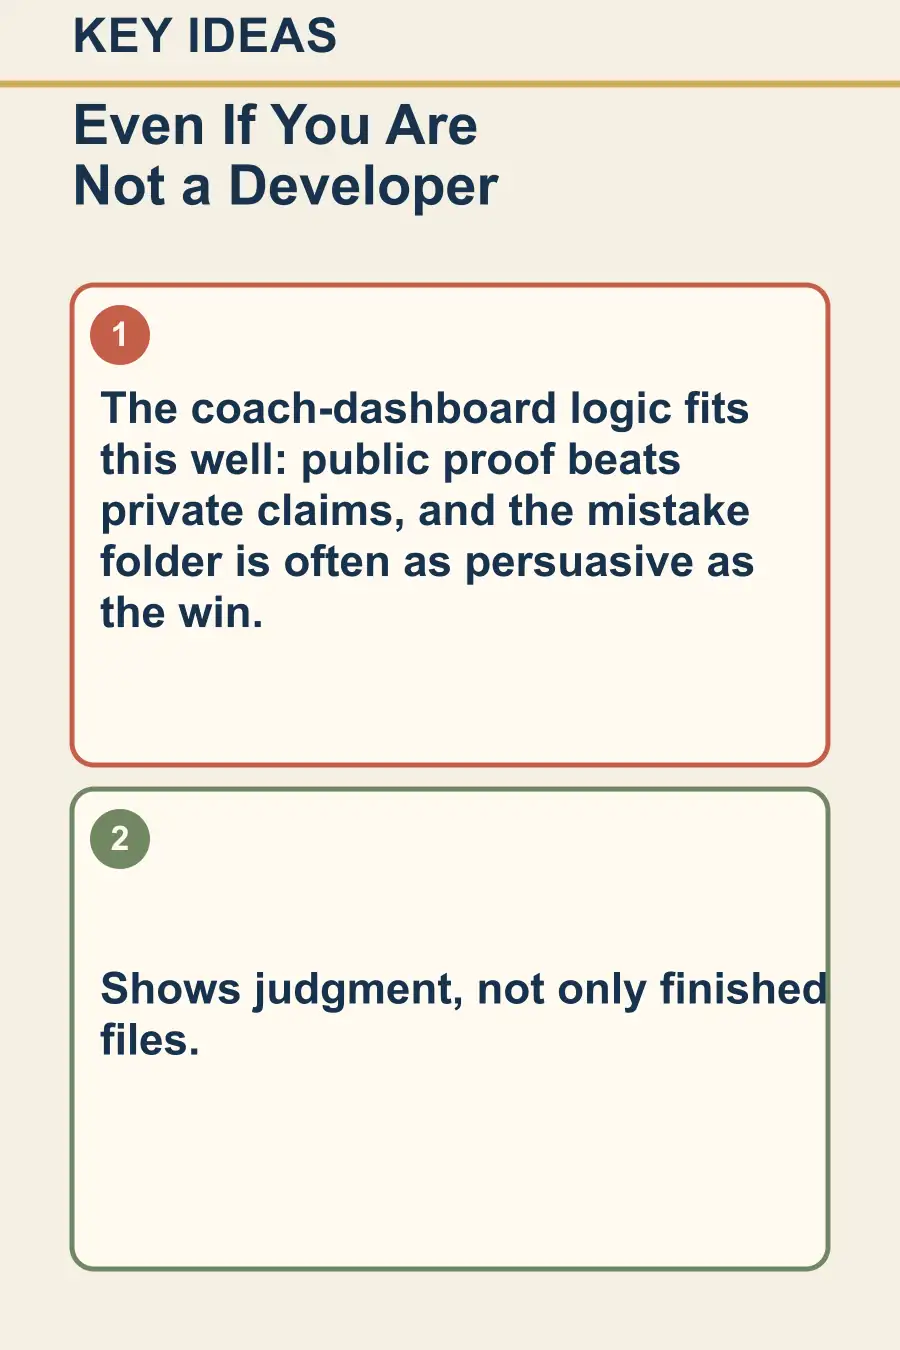 KEY IDEAS
Even If You Are
Not a Developer
1
The coach-dashboard logic fits
this well: public proof beats
private claims, and the mistake
folder is often as persuasive as
the win.
2
Shows judgment, not only finished
files.